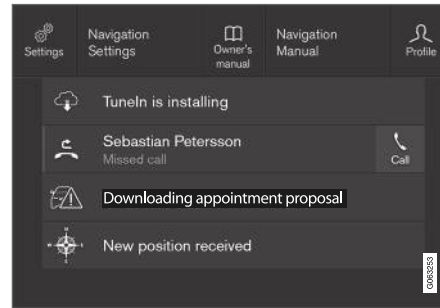 Settings
Navigation
Settings
Owner's
manual
Navigation
Manual
Profile
TuneIn is installing
Sebastian Petersson
Missed call
Call
Downloading appointment proposal
New position received
G063253